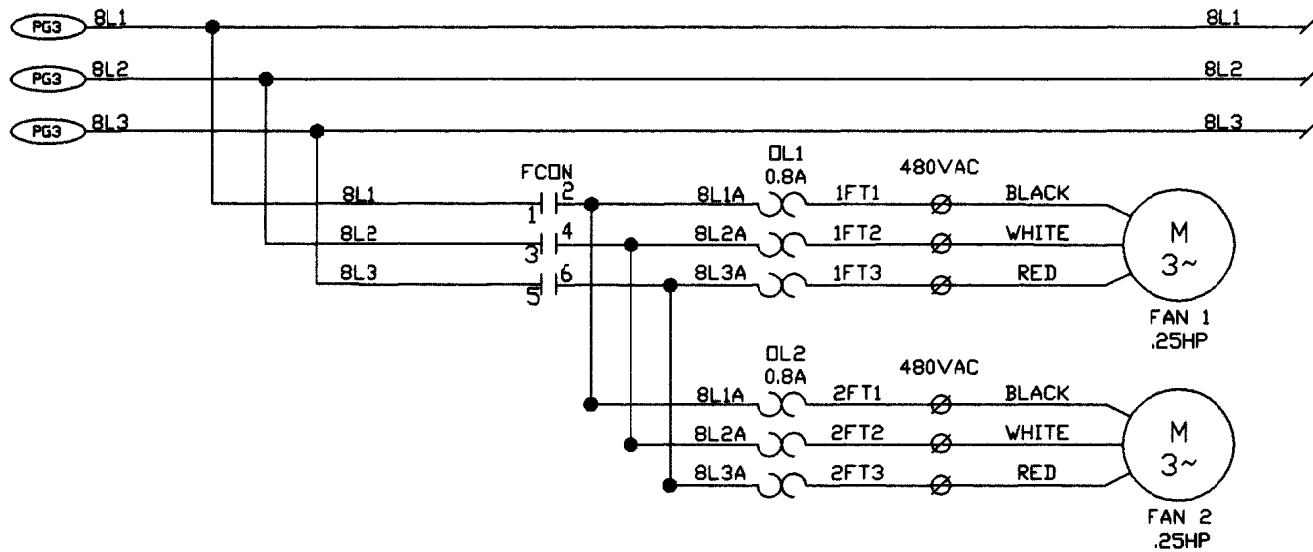 PG3 8L1 8L1
PG3 8L2 8L2
PG3 8L3 8L3
FCON
OL1
0.8A
480VAC
8L1 1 2 8L1A 1FT1 BLACK
8L2 3 4 8L2A 1FT2 WHITE
8L3 5 6 8L3A 1FT3 RED
M
3~
FAN 1
.25HP
OL2
0.8A
480VAC
8L1A 2FT1 BLACK
8L2A 2FT2 WHITE
8L3A 2FT3 RED
M
3~
FAN 2
.25HP